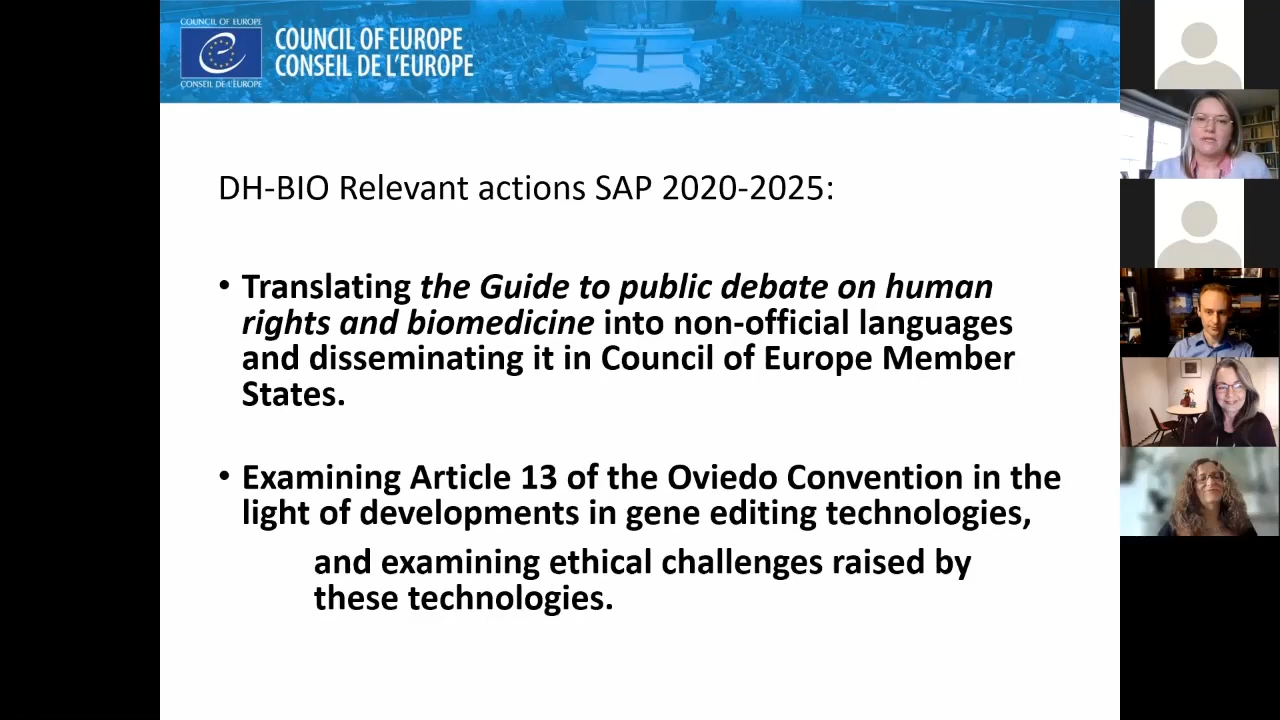 COUNCIL OF EUROPE
CONSEIL DE L'EUROPE
COUNCIL OF EUROPE
CONSEIL DE L'EUROPE
DH-BIO Relevant actions SAP 2020-2025:
• Translating the Guide to public debate on human
rights and biomedicine into non-official languages
and disseminating it in Council of Europe Member
States.
• Examining Article 13 of the Oviedo Convention in the
light of developments in gene editing technologies,
and examining ethical challenges raised by
these technologies.